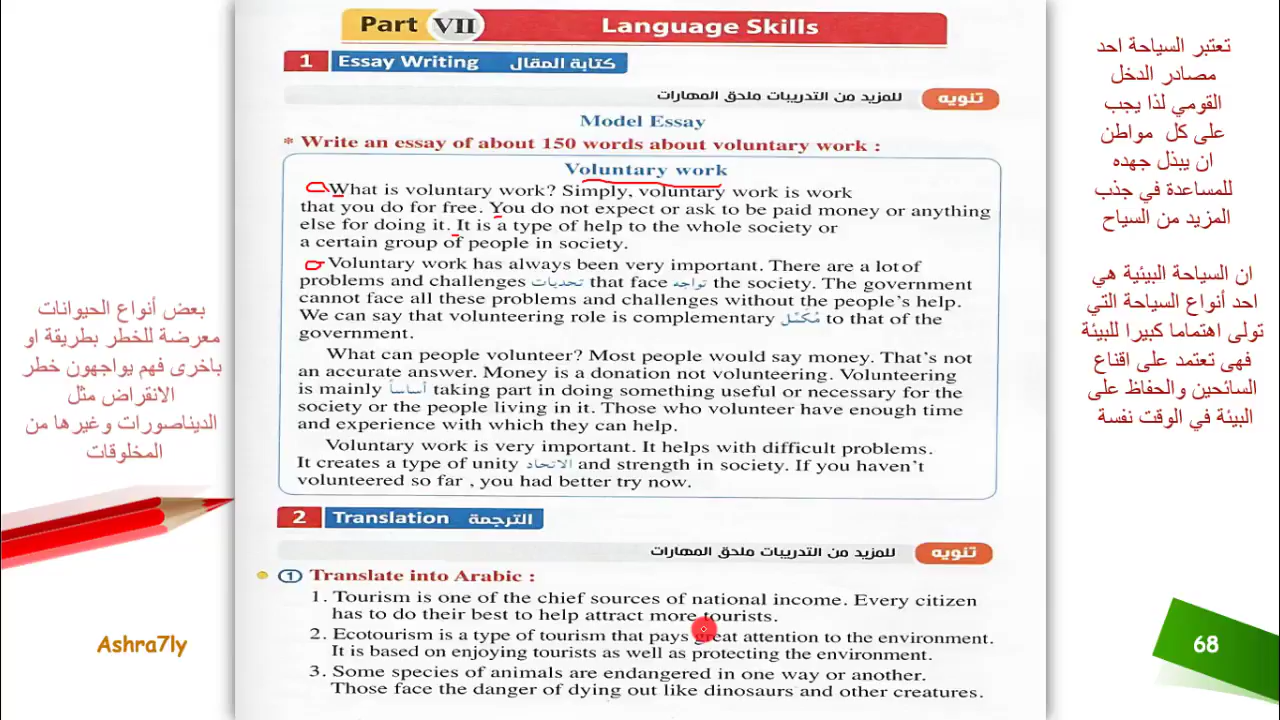 Part VII Language Skills
1 Essay Writing كتابة المقال
تنويه للمزيد من التدريبات ملحق المهارات
Model Essay
* Write an essay of about 150 words about voluntary work :
Voluntary work
What is voluntary work? Simply, voluntary work is work
that you do for free. You do not expect or ask to be paid money or anything
else for doing it. It is a type of help to the whole society or
a certain group of people in society.
Voluntary work has always been very important. There are a lot of
problems and challenges تحديات that face تواجه the society. The government
cannot face all these problems and challenges without the people's help.
We can say that volunteering role is complementary مُكَمِّل to that of the
government.
What can people volunteer? Most people would say money. That's not
an accurate answer. Money is a donation not volunteering. Volunteering
is mainly أساساً taking part in doing something useful or necessary for the
society or the people living in it. Those who volunteer have enough time
and experience with which they can help.
Voluntary work is very important. It helps with difficult problems.
It creates a type of unity الاتحاد and strength in society. If you haven't
volunteered so far , you had better try now.
2 Translation الترجمة
تنويه للمزيد من التدريبات ملحق المهارات
1 Translate into Arabic :
1. Tourism is one of the chief sources of national income. Every citizen
has to do their best to help attract more tourists.
2. Ecotourism is a type of tourism that pays great attention to the environment.
It is based on enjoying tourists as well as protecting the environment.
3. Some species of animals are endangered in one way or another.
Those face the danger of dying out like dinosaurs and other creatures.
تعتبر السياحة احد
مصادر الدخل
القومي لذا يجب
على كل مواطن
ان يبذل جهده
للمساعدة في جذب
المزيد من السياح
ان السياحة البيئية هي
احد أنواع السياحة التي
تولى اهتماما كبيرا للبيئة
فهى تعتمد على اقناع
السائحين والحفاظ على
البيئة في الوقت نفسة
بعض أنواع الحيوانات
معرضة للخطر بطريقة او
باخرى فهم يواجهون خطر
الانقراض مثل
الديناصورات وغيرها من
المخلوقات
Ashra7ly
68